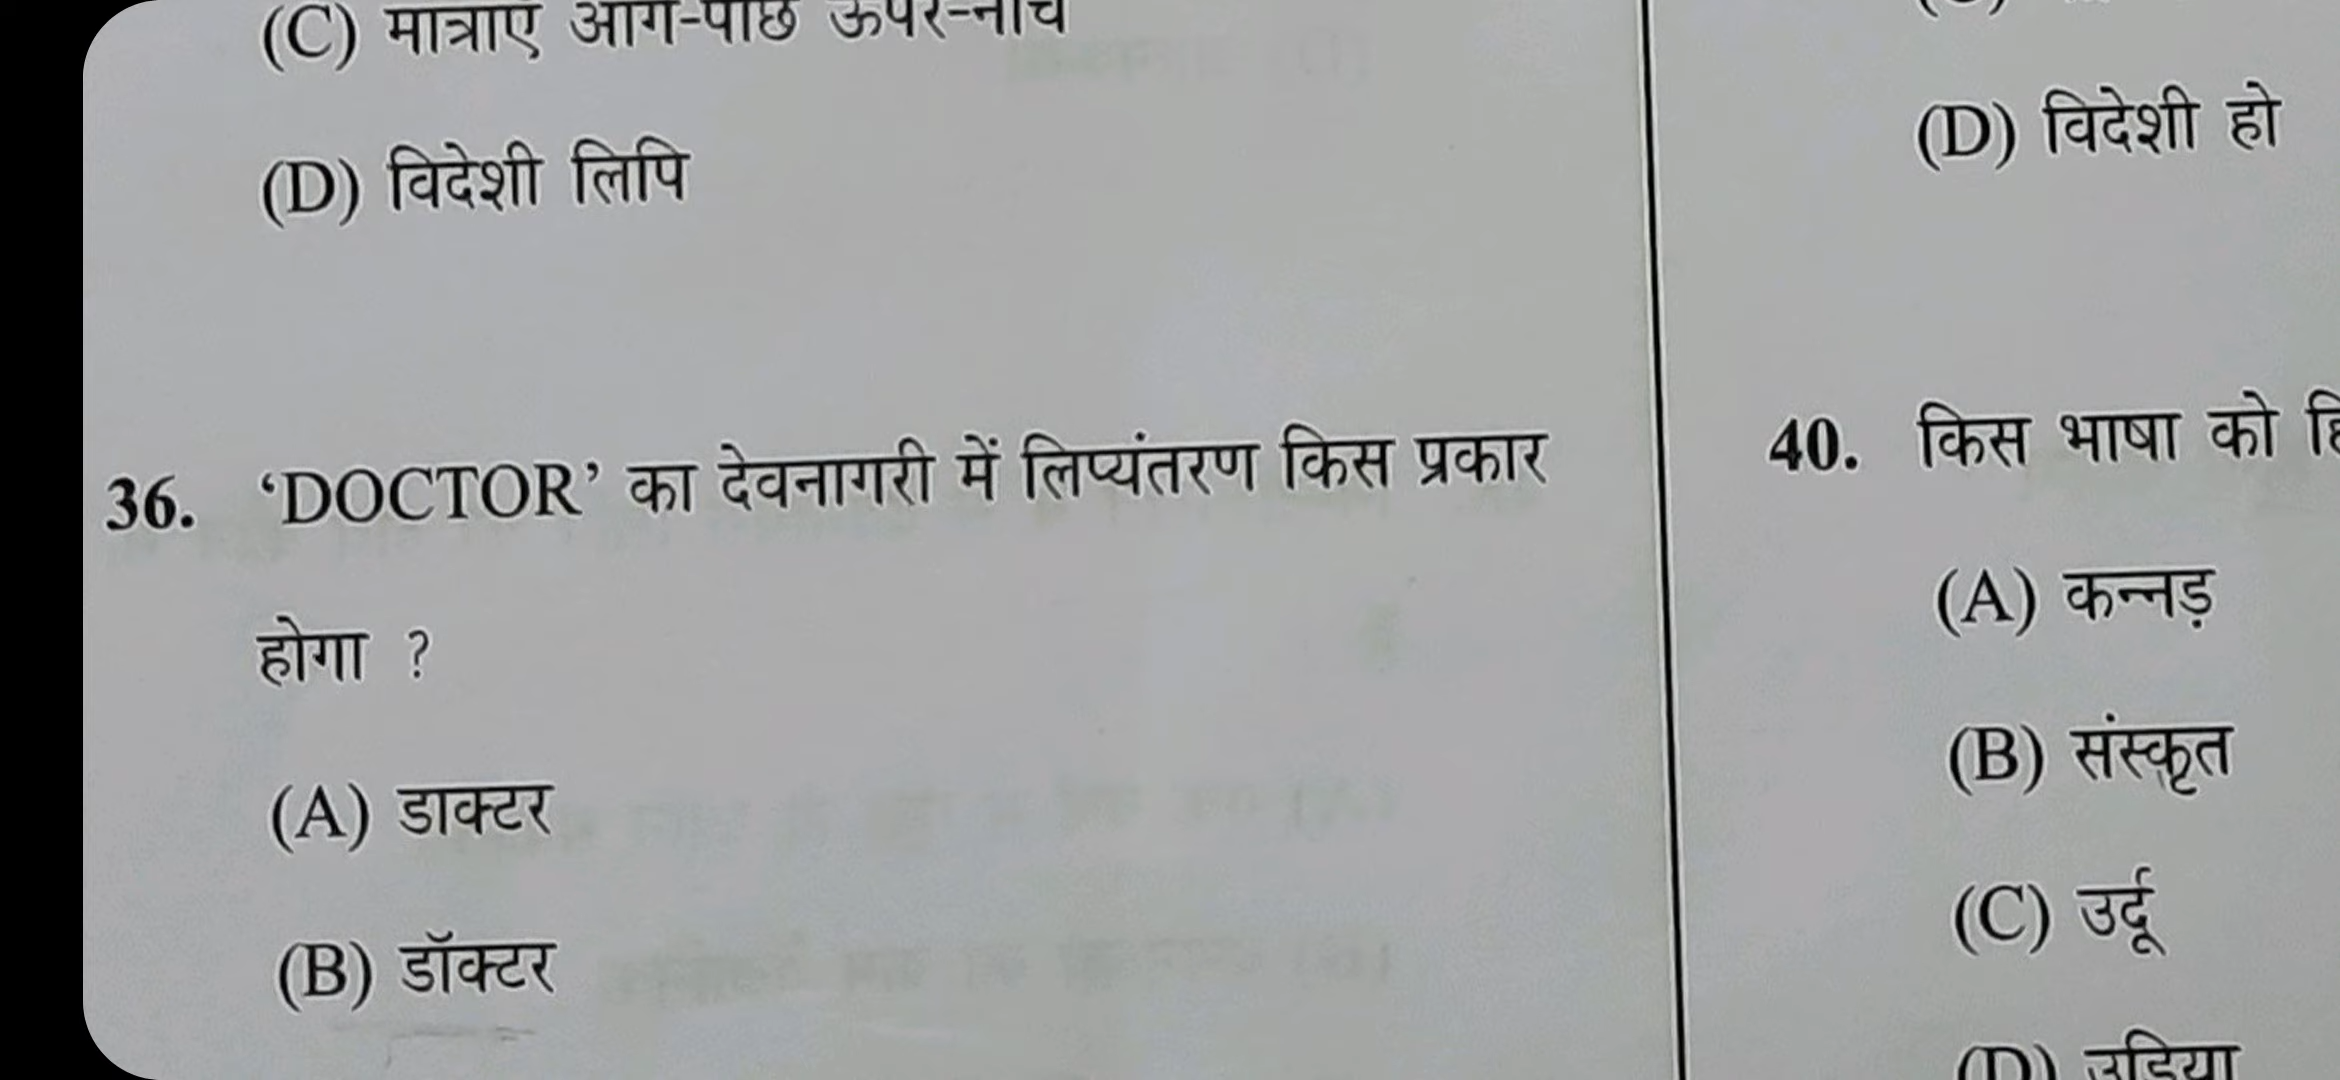 (C) मात्राएँ आगे-पीछे ऊपर-नीचे
(D) विदेशी लिपि
36. ‘DOCTOR’ का देवनागरी में लिप्यंतरण किस प्रकार
होगा ?
(A) डाक्टर
(B) डॉक्टर
(D) विदेशी हो
40. किस भाषा को
(A) कन्नड़
(B) संस्कृत
(C) उर्दू
(D) उड़िया